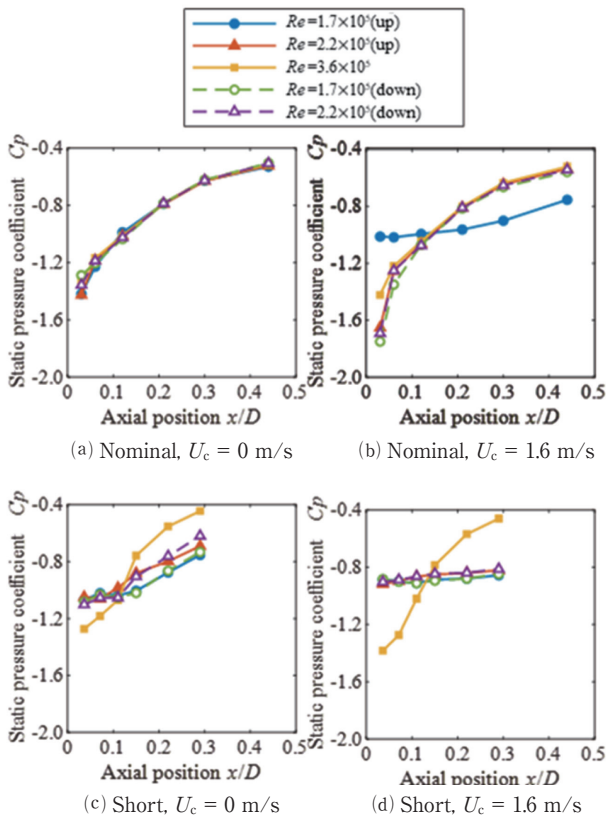 Re=1.7×10⁵(up)
Re=2.2×10⁵(up)
Re=3.6×10⁵
Re=1.7×10⁵(down)
Re=2.2×10⁵(down)
Static pressure coefficient Cp
-0.4
-0.8
-1.2
-1.6
-2.0
0 0.1 0.2 0.3 0.4 0.5
Axial position x/D
(a) Nominal, Uc = 0 m/s
Static pressure coefficient Cp
-0.4
-0.8
-1.2
-1.6
-2.0
0 0.1 0.2 0.3 0.4 0.5
Axial position x/D
(b) Nominal, Uc = 1.6 m/s
Static pressure coefficient Cp
-0.4
-0.8
-1.2
-1.6
-2.0
0 0.1 0.2 0.3 0.4 0.5
Axial position x/D
(c) Short, Uc = 0 m/s
Static pressure coefficient Cp
-0.4
-0.8
-1.2
-1.6
-2.0
0 0.1 0.2 0.3 0.4 0.5
Axial position x/D
(d) Short, Uc = 1.6 m/s